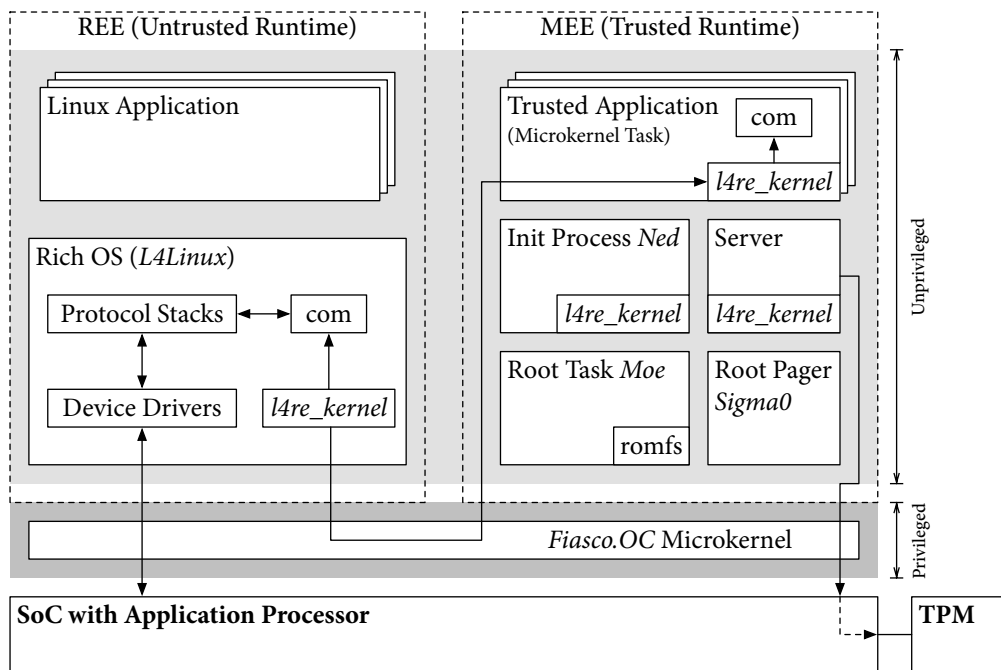 REE (Untrusted Runtime)
MEE (Trusted Runtime)
Linux Application
Trusted Application
(Microkernel Task)
com
l4re_kernel
Rich OS (L4Linux)
Protocol Stacks
com
Device Drivers
l4re_kernel
Init Process Ned
l4re_kernel
Server
l4re_kernel
Root Task Moe
romfs
Root Pager
Sigma0
Unprivileged
Fiasco.OC Microkernel
Privileged
SoC with Application Processor
TPM